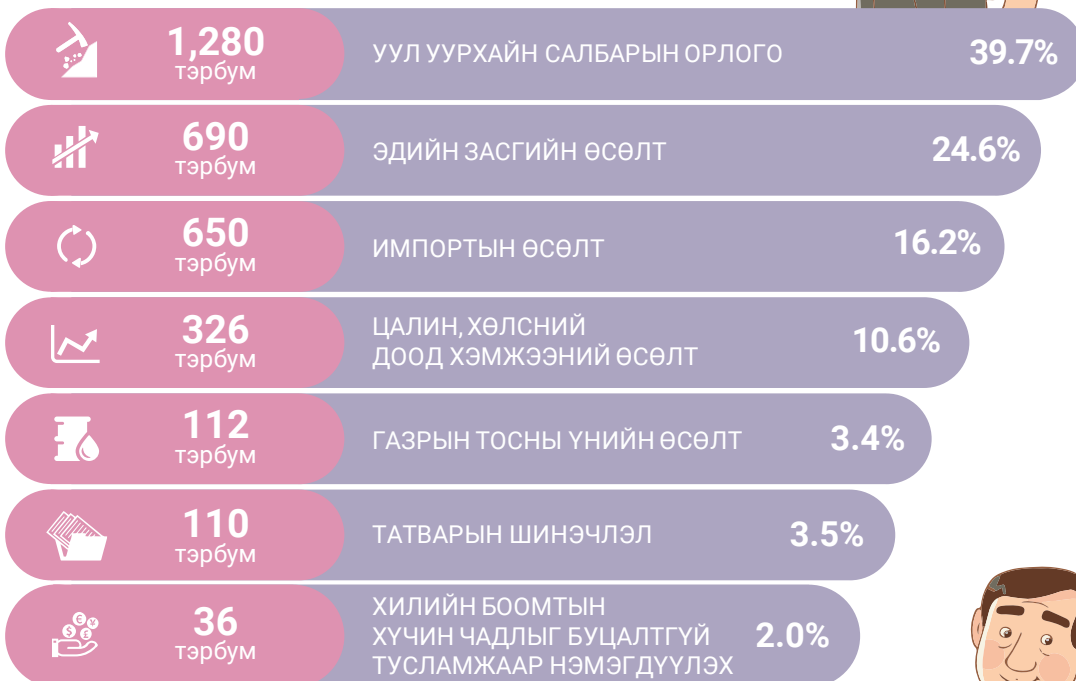 1,280
тэрбум
УУЛ УУРХАЙН САЛБАРЫН ОРЛОГО
39.7%
690
тэрбум
ЭДИЙН ЗАСГИЙН ӨСӨЛТ
24.6%
650
тэрбум
ИМПОРТЫН ӨСӨЛТ
16.2%
326
тэрбум
ЦАЛИН, ХӨЛСНИЙ
ДООД ХЭМЖЭЭНИЙ ӨСӨЛТ
10.6%
112
тэрбум
ГАЗРЫН ТОСНЫ ҮНИЙН ӨСӨЛТ
3.4%
110
тэрбум
ТАТВАРЫН ШИНЭЧЛЭЛ
3.5%
36
тэрбум
ХИЛИЙН БООМТЫН
ХҮЧИН ЧАДЛЫГ БУЦАЛТГҮЙ
ТУСЛАМЖААР НЭМЭГДҮҮЛЭХ
2.0%